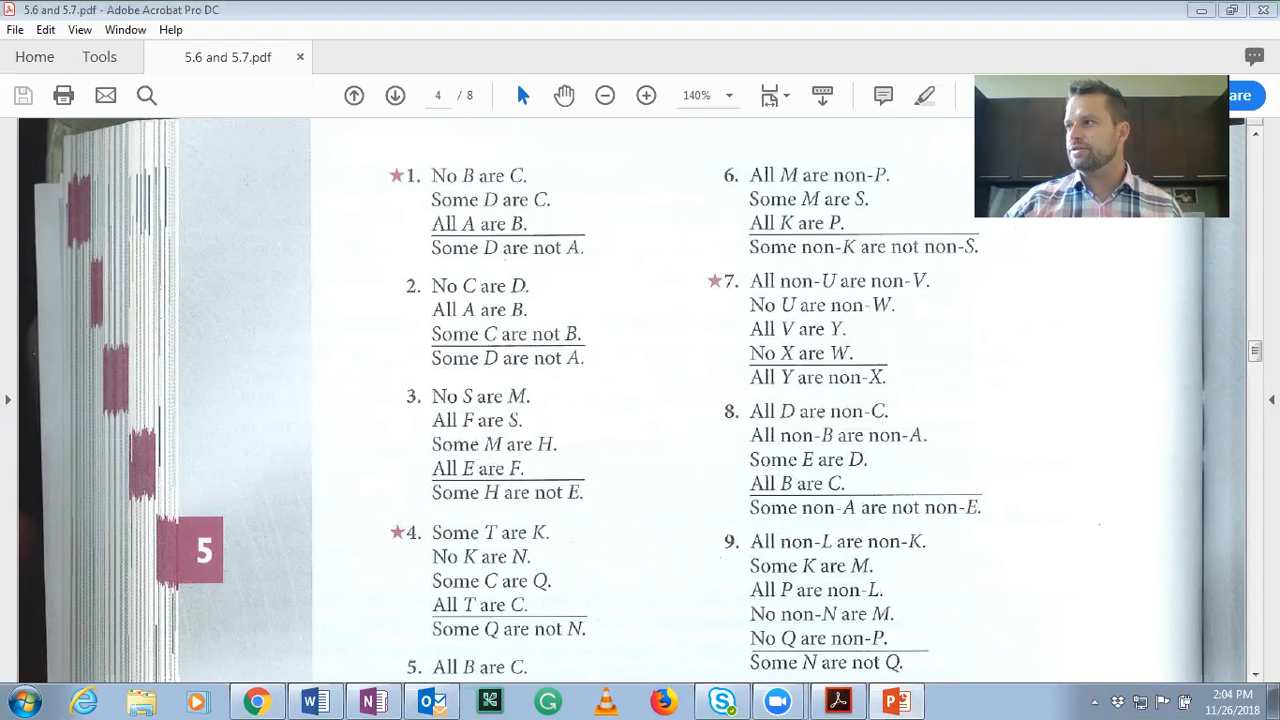 5.6 and 5.7.pdf - Adobe Acrobat Pro DC
File Edit View Window Help
Home Tools 5.6 and 5.7.pdf ×
4 / 8 140% are
★1. No B are C.
Some D are C.
All A are B.
Some D are not A.
2. No C are D.
All A are B.
Some C are not B.
Some D are not A.
3. No S are M.
All F are S.
Some M are H.
All E are F.
Some H are not E.
★4. Some T are K.
No K are N.
Some C are Q.
All T are C.
Some Q are not N.
5. All B are C.
6. All M are non-P.
Some M are S.
All K are P.
Some non-K are not non-S.
★7. All non-U are non-V.
No U are non-W.
All V are Y.
No X are W.
All Y are non-X.
8. All D are non-C.
All non-B are non-A.
Some E are D.
All B are C.
Some non-A are not non-E.
9. All non-L are non-K.
Some K are M.
All P are non-L.
No non-N are M.
No Q are non-P.
Some N are not Q.
5
2:04 PM
11/26/2018